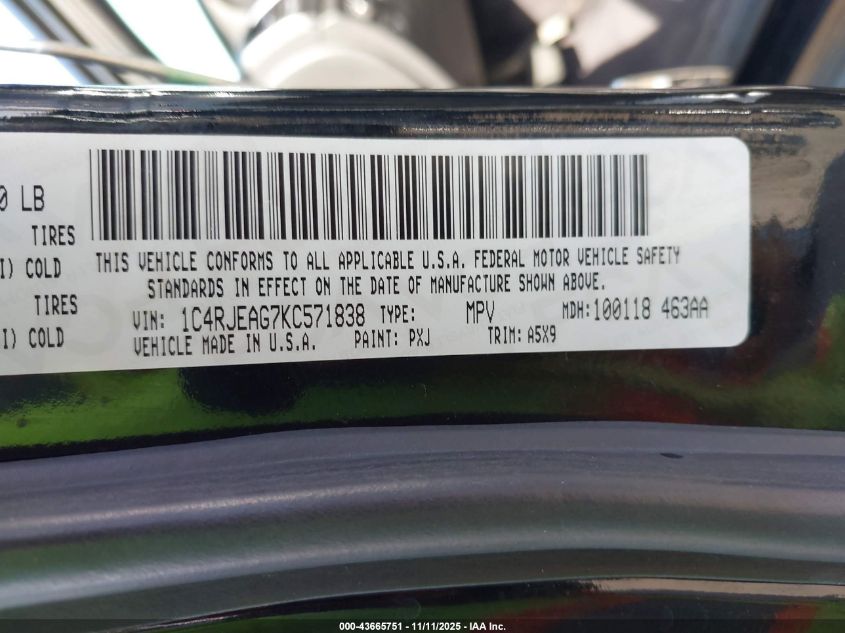 0 LB
TIRES
I) COLD
TIRES
I) COLD
THIS VEHICLE CONFORMS TO ALL APPLICABLE U.S.A. FEDERAL MOTOR VEHICLE SAFETY
STANDARDS IN EFFECT ON THE DATE OF MANUFACTURE SHOWN ABOVE.
VIN: 1C4RJEAG7KC571838 TYPE: MPV MDH:100118 463AA
VEHICLE MADE IN U.S.A. PAINT: PXJ TRIM: A5X9
000-43665751 - 11/11/2025 - IAA Inc.